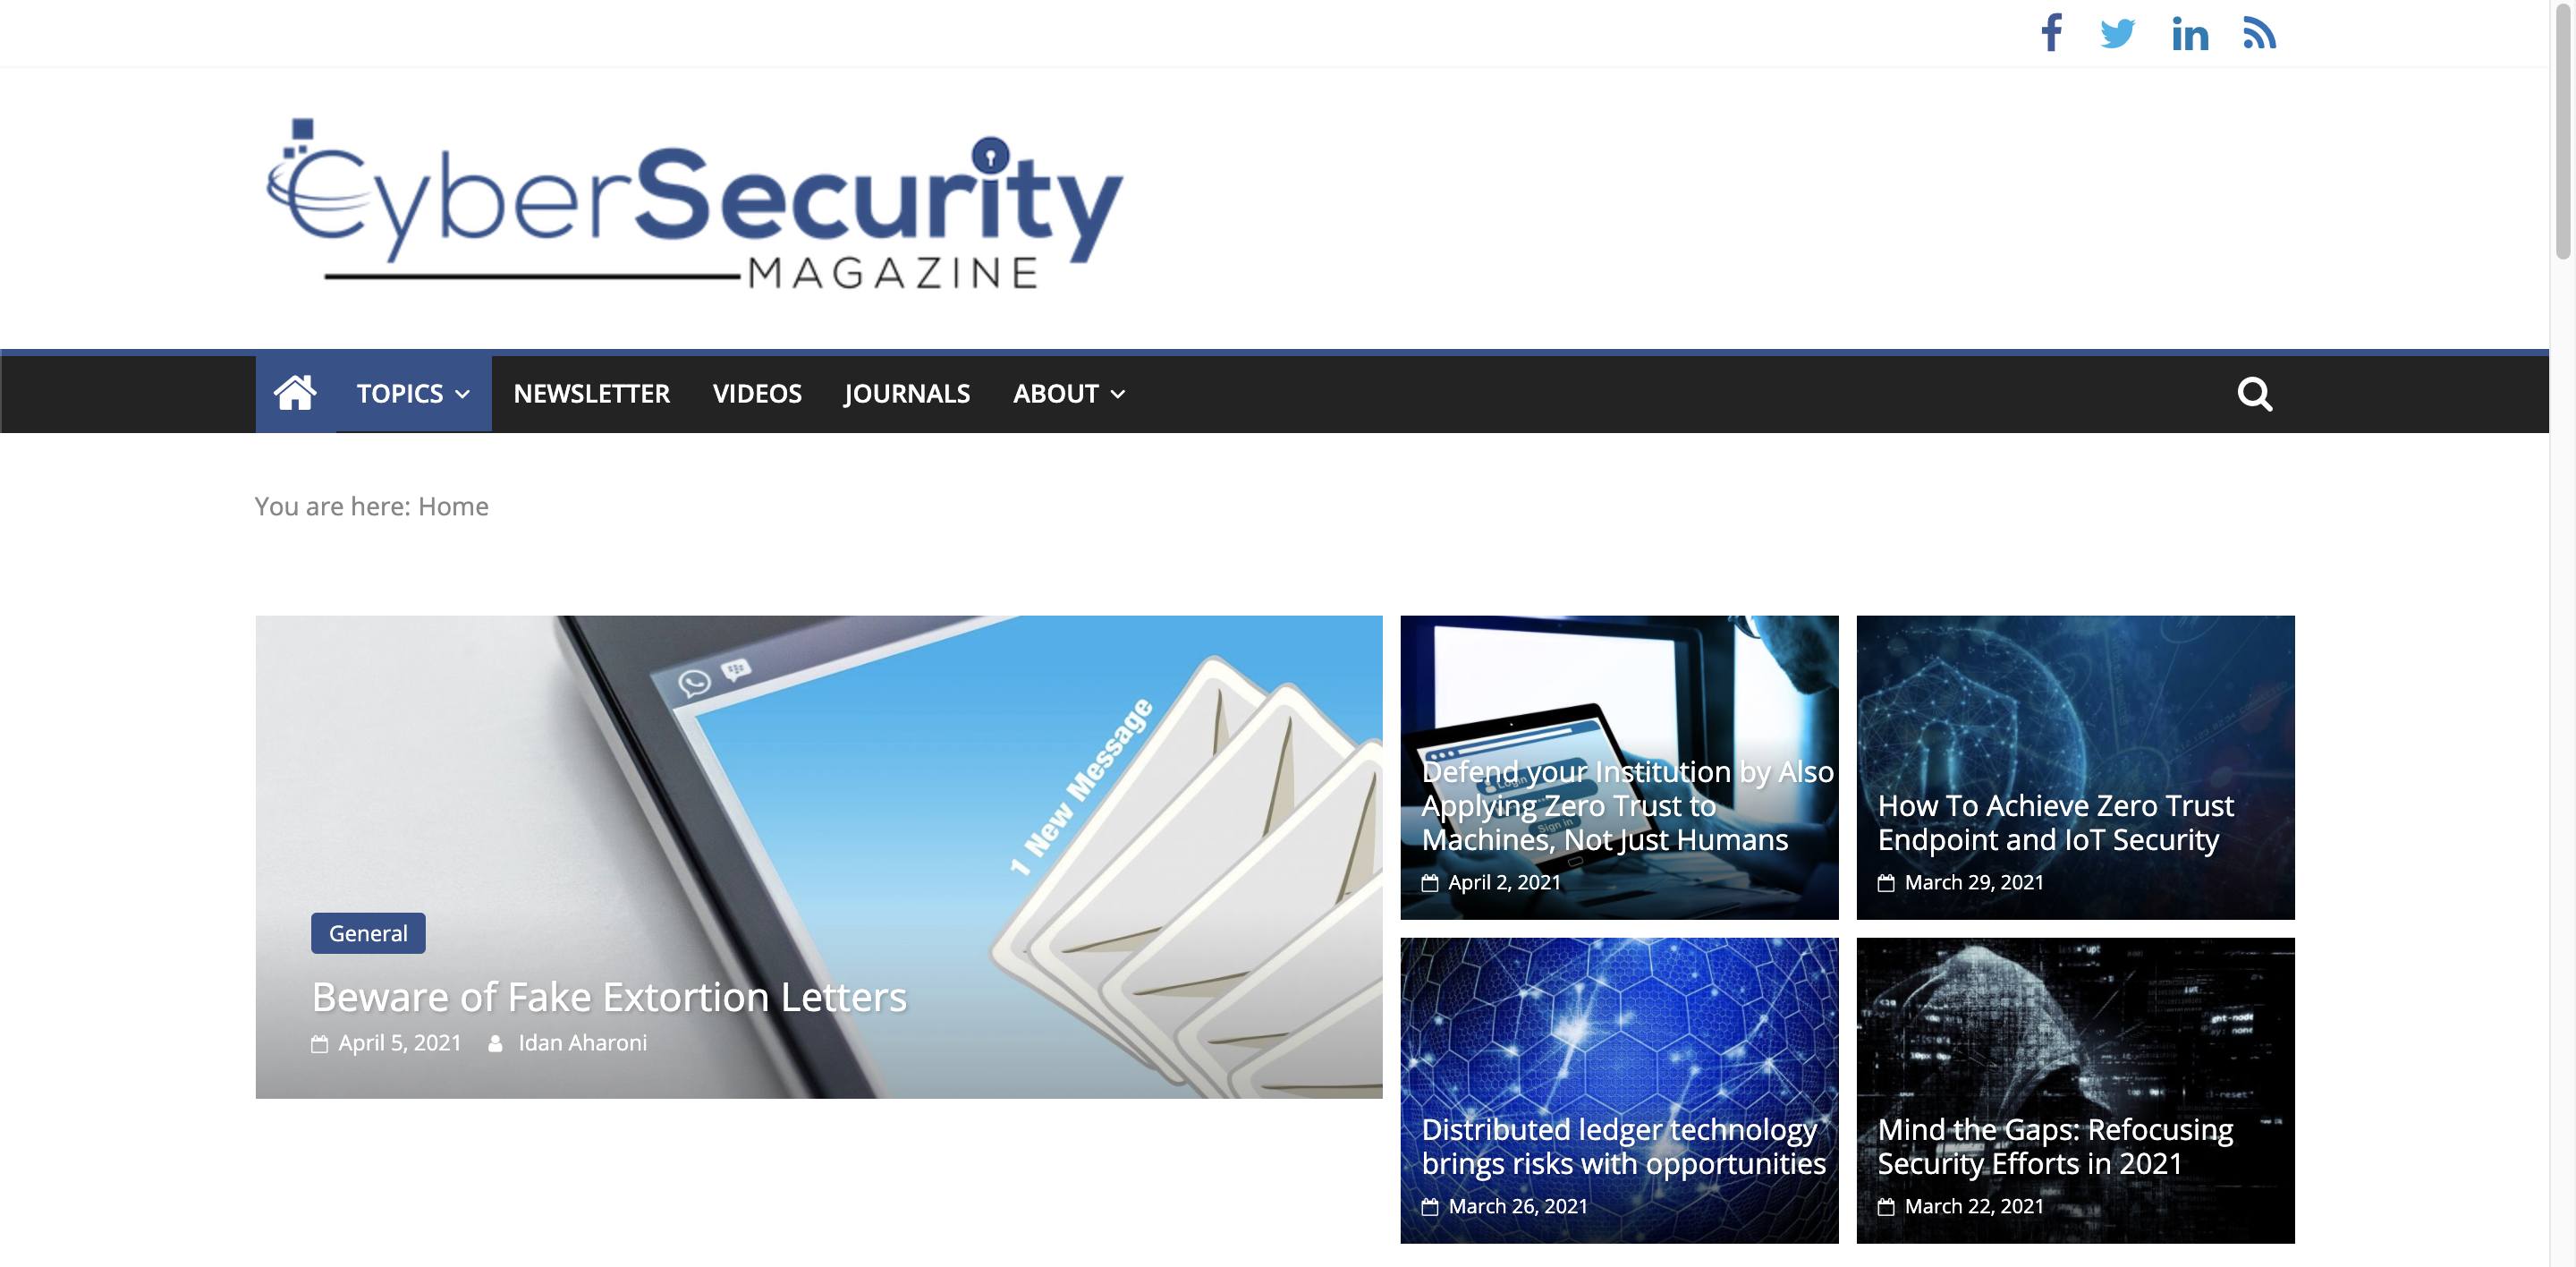 CyberSecurity
MAGAZINE
TOPICS
NEWSLETTER
VIDEOS
JOURNALS
ABOUT
You are here: Home
1 New Message
General
Beware of Fake Extortion Letters
April 5, 2021
Idan Aharoni
Login
Sign in
Defend your Institution by Also
Applying Zero Trust to
Machines, Not Just Humans
April 2, 2021
How To Achieve Zero Trust
Endpoint and IoT Security
March 29, 2021
Distributed ledger technology
brings risks with opportunities
March 26, 2021
Mind the Gaps: Refocusing
Security Efforts in 2021
March 22, 2021